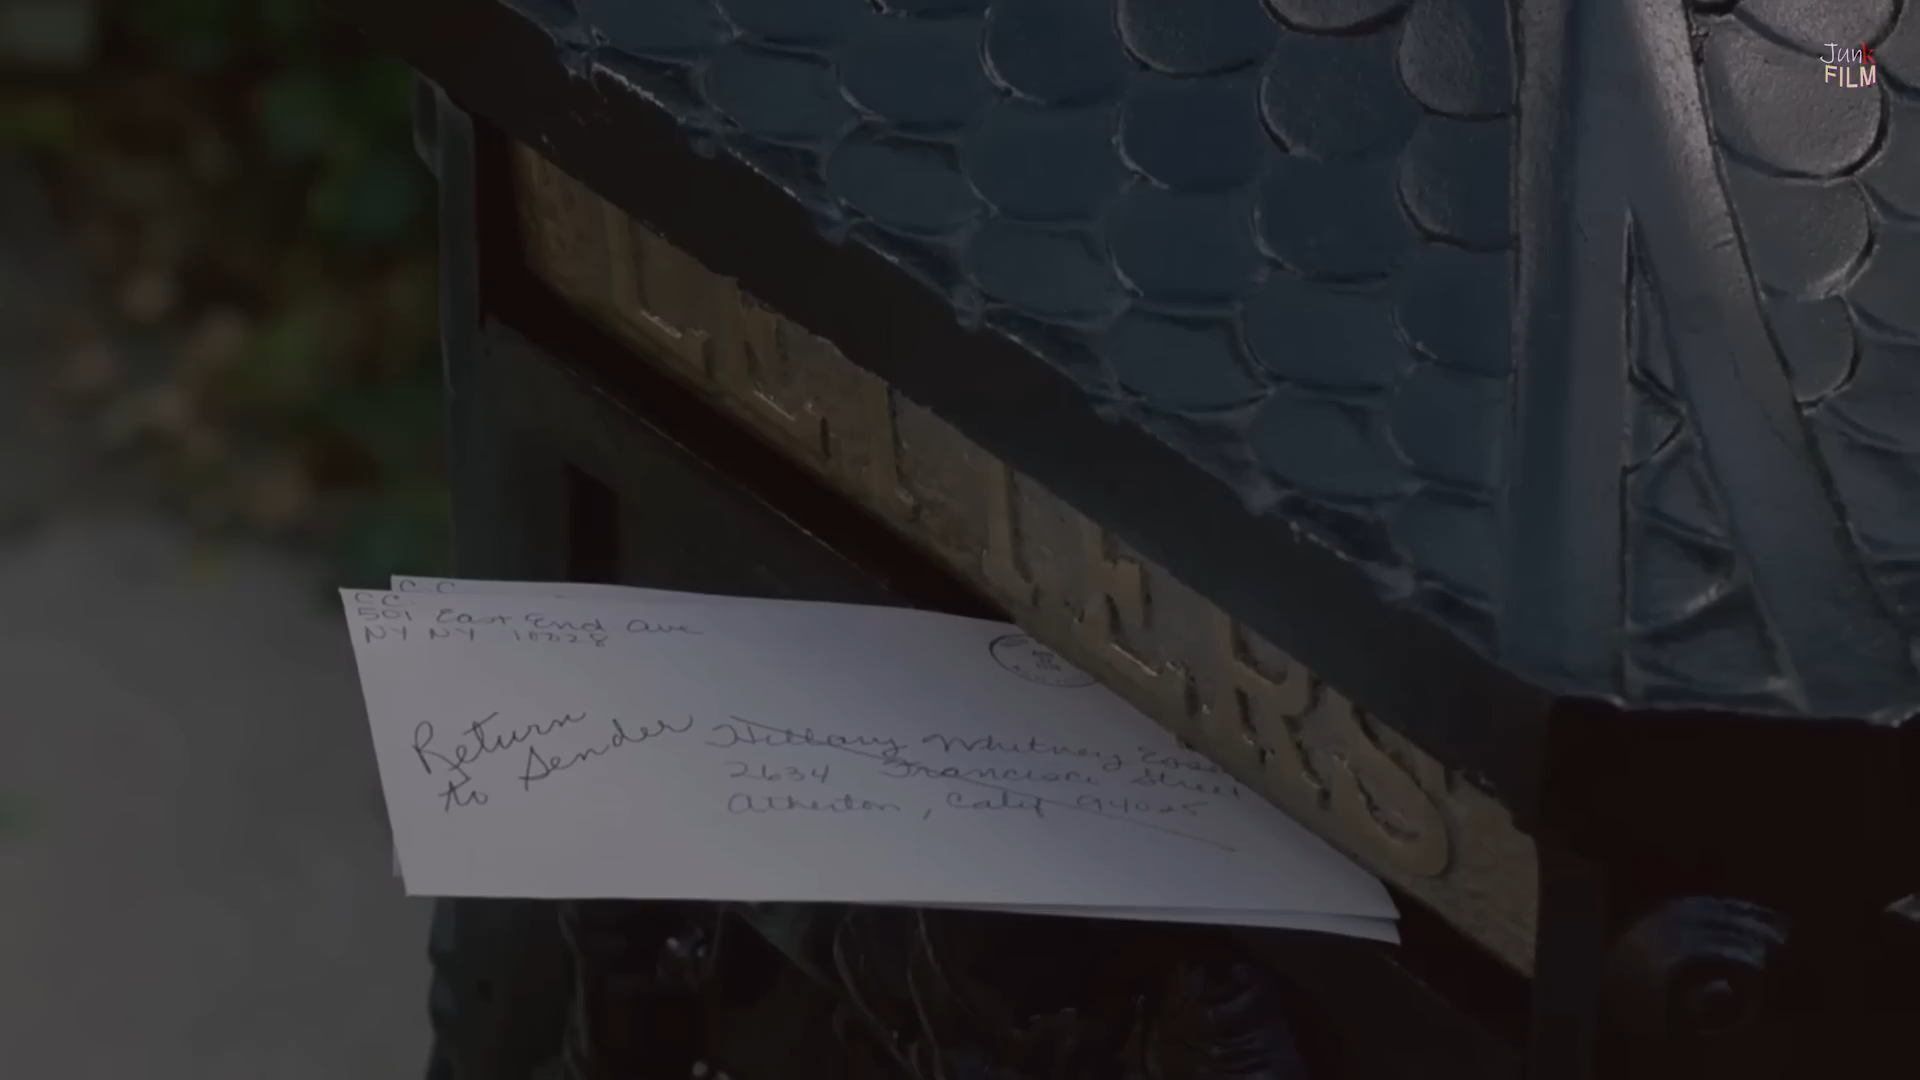 Junk
FILM
C C
CC
501 East End Ave
NY NY 10028
Return
to Sender
Hillary Whitney
2634 Francisci Street
Atherton, Calif 94025